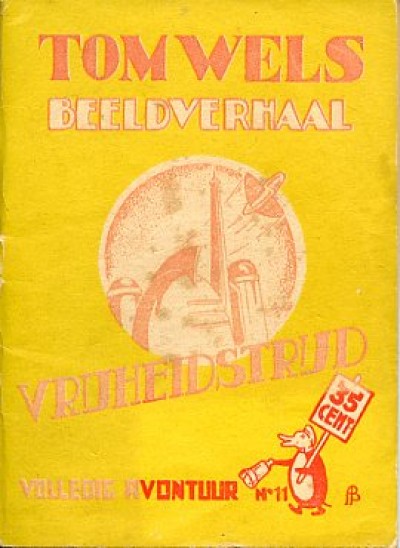 TOM WELS
BEELDVERHAAL
VRIJHEIDSTRIJD
35
CENT
VOLLEDIG AVONTUUR No 11